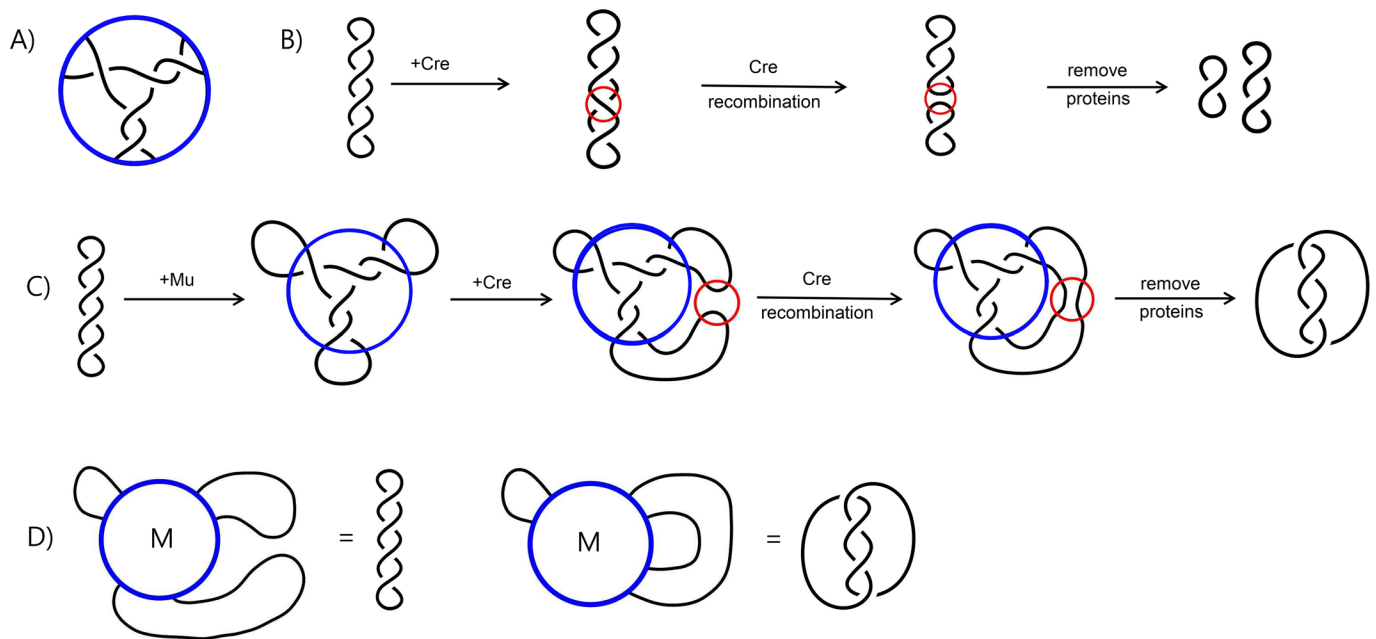 A)
B)
+Cre
Cre
recombination
remove
proteins
C)
+Mu
+Cre
Cre
recombination
remove
proteins
D)
M
=
M
=